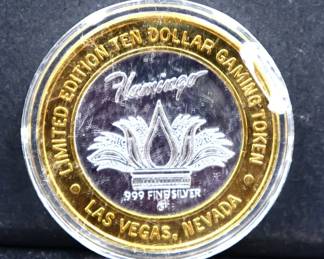 LIMITED EDITION TEN DOLLAR GAMING TOKEN
Flamingo
.999 FINE SILVER
LAS VEGAS, NEVADA